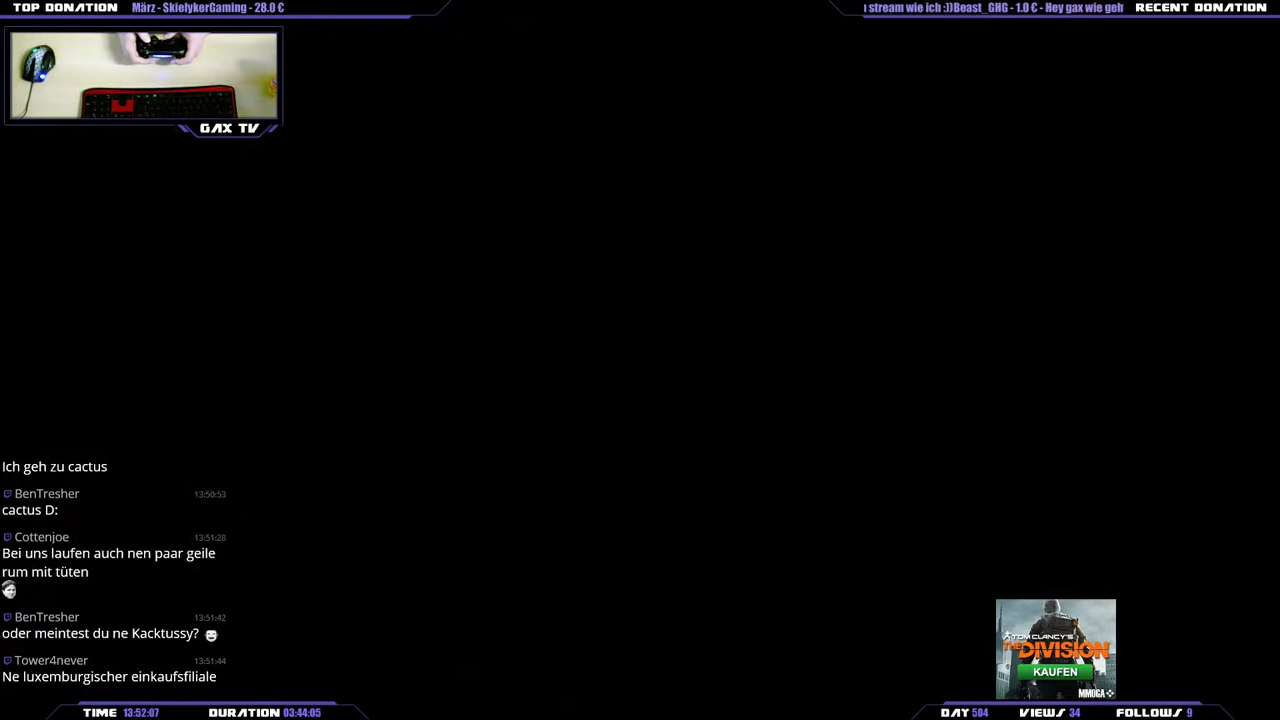 TOP DONATION März - SkielykerGaming - 28.0 €
stream wie ich :))Beast_GHG - 1.0 € - Hey gax wie geh RECENT DONATION
GAX TV
Ich geh zu cactus
BenTresher 13:50:53
cactus D:
Cottenjoe 13:51:28
Bei uns laufen auch nen paar geile
rum mit tüten
BenTresher 13:51:42
oder meintest du ne Kacktussy?
Tower4never 13:51:44
Ne luxemburgischer einkaufsfiliale
TOM CLANCY'S
THE DIVISION
KAUFEN
MMOGA
TIME 13:52:07 DURATION 03:44:05
DAY 504 VIEWS 34 FOLLOWS 9